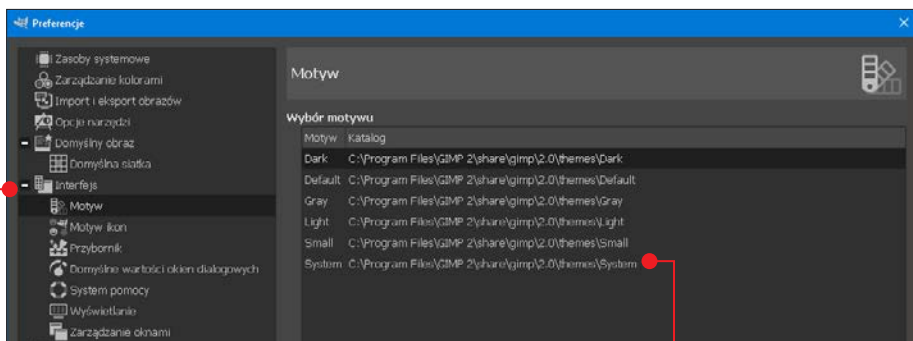 Preferencje
Zasoby systemowe
Zarządzanie kolorami
Import i eksport obrazów
Opcje narzędzi
Domyślny obraz
Domyślna siatka
Interfejs
Motyw
Motyw ikon
Przybornik
Domyślne wartości okien dialogowych
System pomocy
Wyświetlanie
Zarządzanie oknami
Motyw
Wybór motywu
Motyw Katalog
Dark C:\Program Files\GIMP 2\share\gimp\2.0\themes\Dark
Default C:\Program Files\GIMP 2\share\gimp\2.0\themes\Default
Gray C:\Program Files\GIMP 2\share\gimp\2.0\themes\Gray
Light C:\Program Files\GIMP 2\share\gimp\2.0\themes\Light
Small C:\Program Files\GIMP 2\share\gimp\2.0\themes\Small
System C:\Program Files\GIMP 2\share\gimp\2.0\themes\System